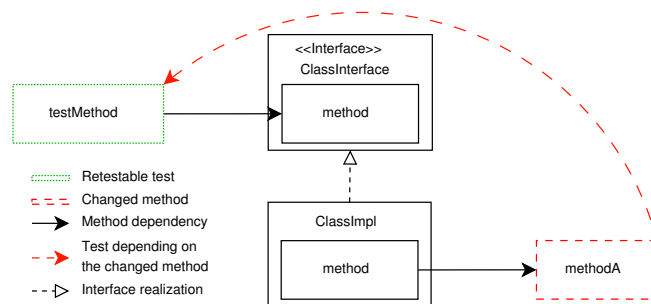 <<Interface>>
ClassInterface
testMethod
method
Retestable test
Changed method
Method dependency
Test depending on
the changed method
Interface realization
ClassImpl
method
methodA